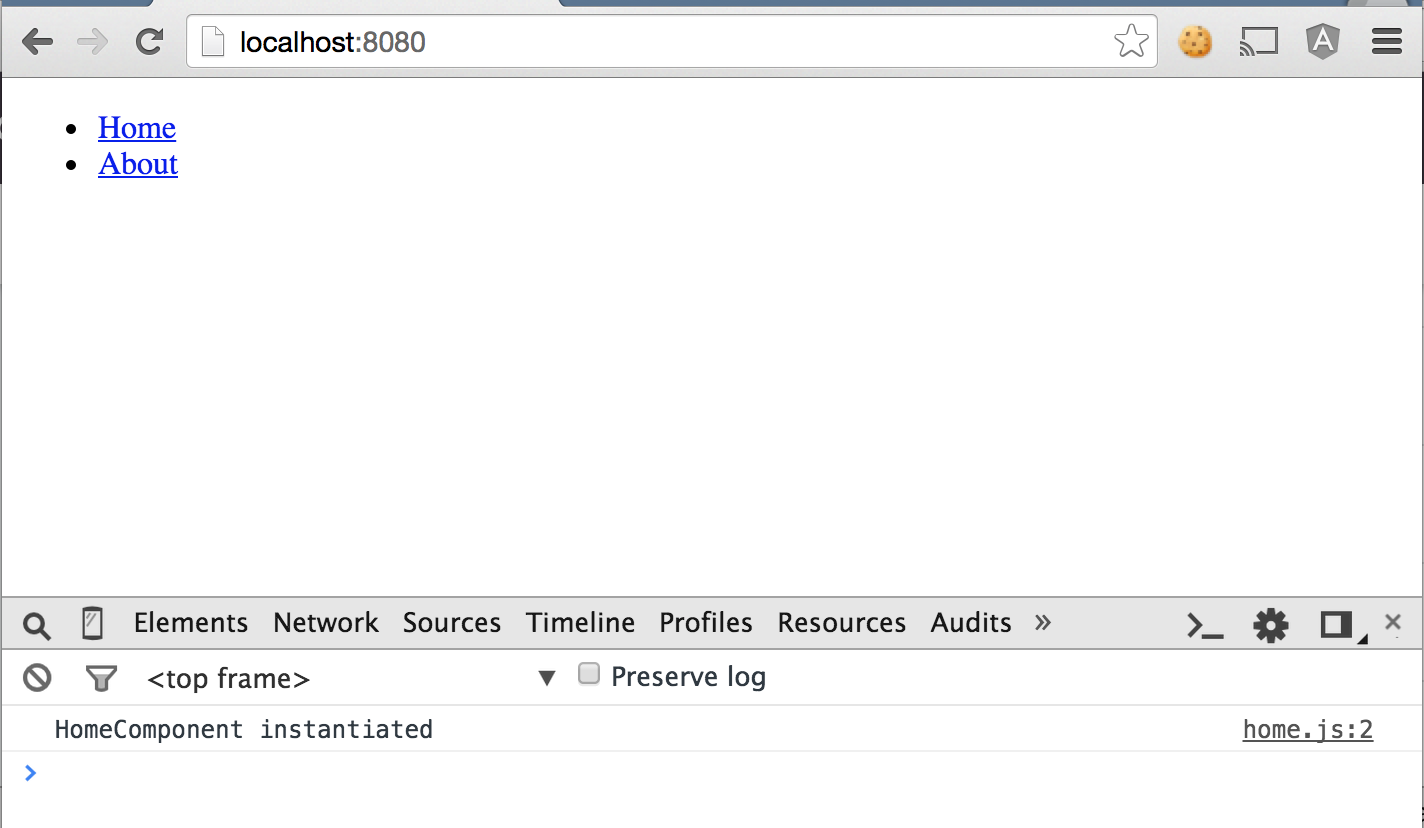 localhost:8080
Home
About
Elements Network Sources Timeline Profiles Resources Audits »
<top frame> ▼ Preserve log
HomeComponent instantiated home.js:2